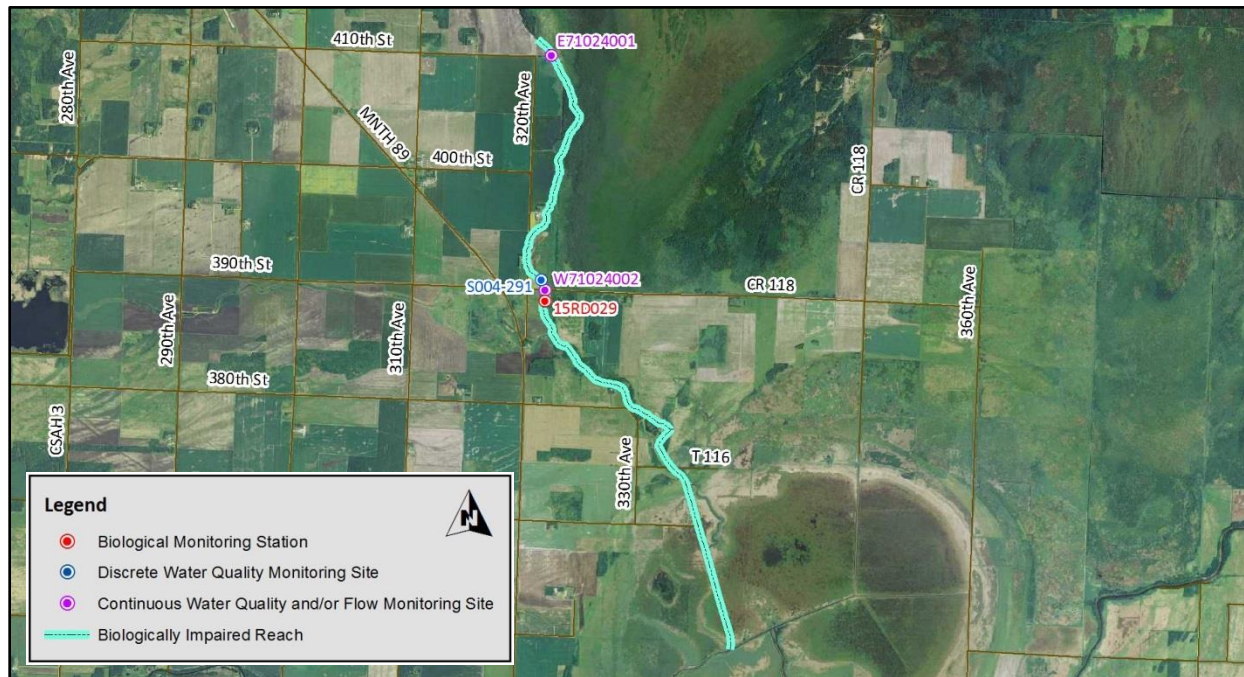 410th St
E71024001
280th Ave
320th Ave
MNTH 89
400th St
CR 118
390th St
S004-291
W71024002
CR 118
15RD029
290th Ave
310th Ave
360th Ave
380th St
CSAH 3
T 116
330th Ave
Legend
N
Biological Monitoring Station
Discrete Water Quality Monitoring Site
Continuous Water Quality and/or Flow Monitoring Site
Biologically Impaired Reach